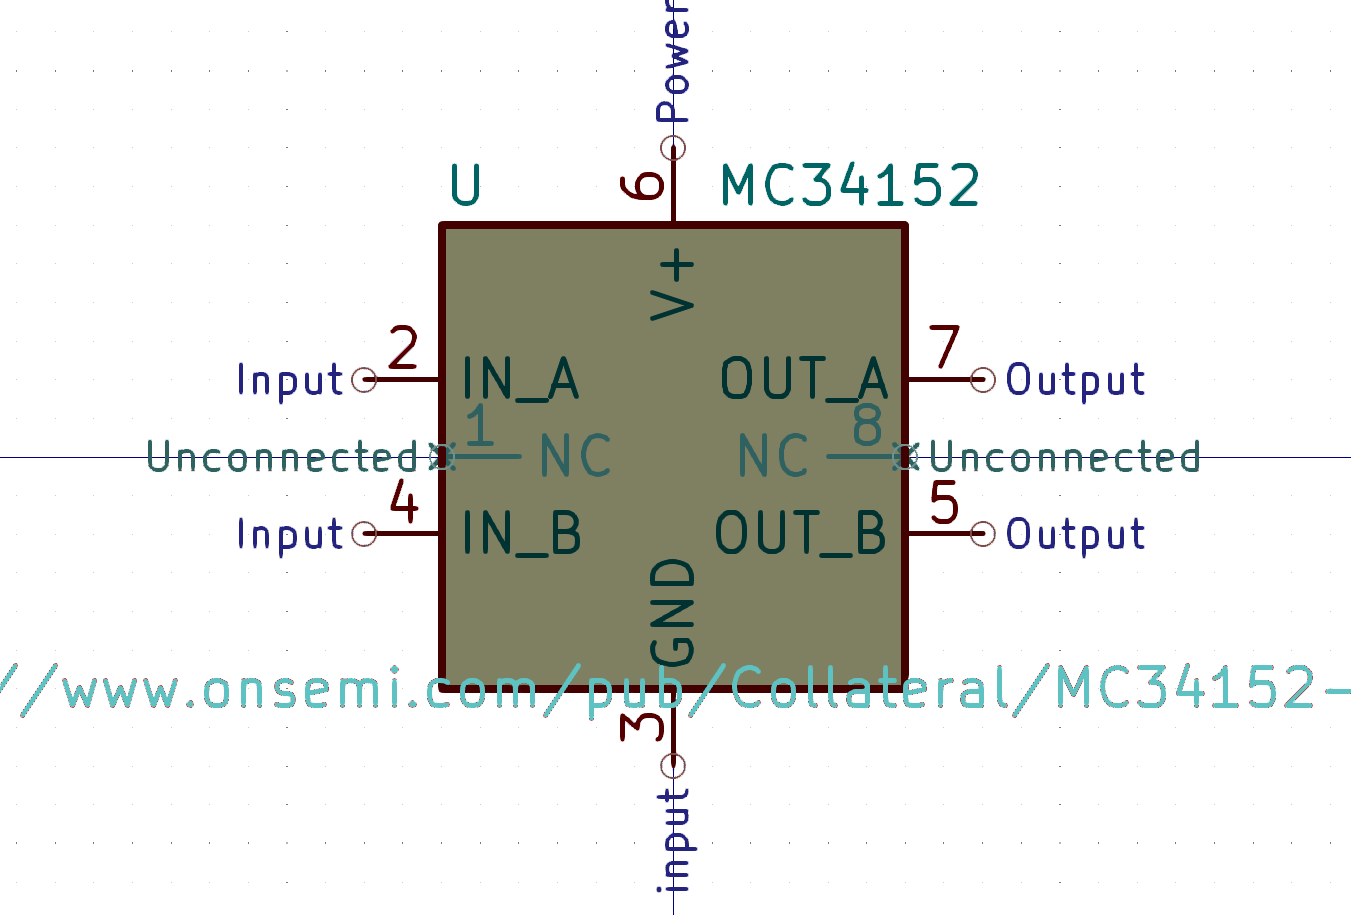 Power
U
6
MC34152
V+
2
7
Input
IN_A
OUT_A
Output
1
8
Unconnected
NC
NC
Unconnected
4
5
Input
IN_B
OUT_B
Output
GND
//www.onsemi.com/pub/Collateral/MC34152-
3
input